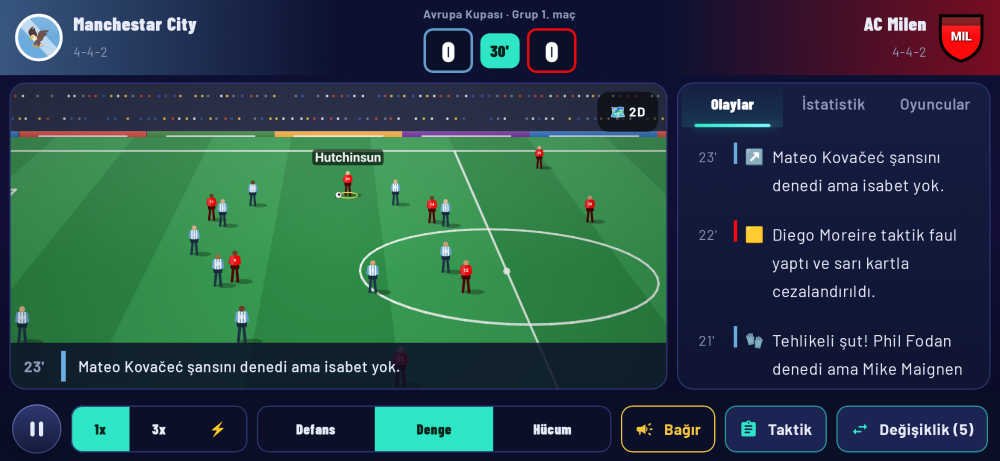 Manchestar City
4-4-2
Avrupa Kupası · Grup 1. maç
0
30'
0
AC Milen
4-4-2
MIL
2D
Hutchinsun
23' Mateo Kovačeć şansını denedi ama isabet yok.
Olaylar
İstatistik
Oyuncular
23' Mateo Kovačeć şansını
denedi ama isabet yok.
22' Diego Moreire taktik faul
yaptı ve sarı kartla
cezalandırıldı.
21' Tehlikeli şut! Phil Fodan
denedi ama Mike Maignen
1x
3x
Defans
Denge
Hücum
Bağır
Taktik
Değişiklik (5)